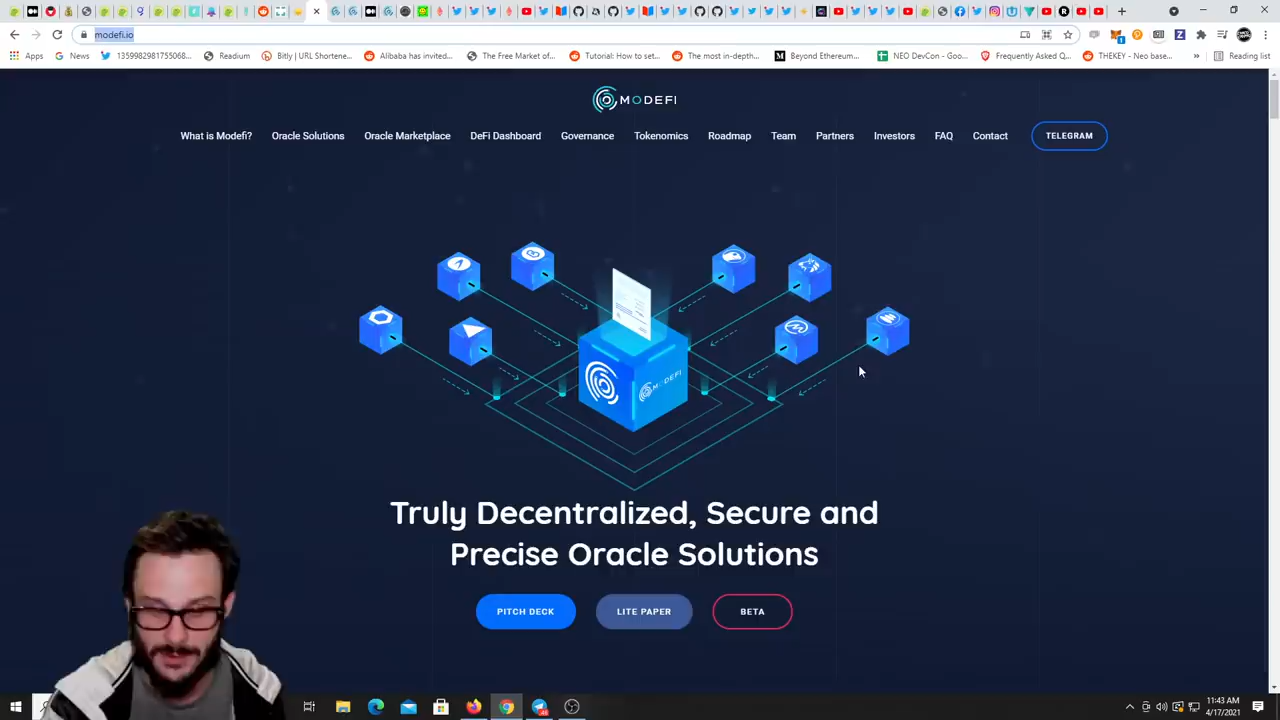 modefi.io
Apps
News
1359982981755068...
Readium
Bitly | URL Shortene...
Alibaba has invited...
The Free Market of...
Tutorial: How to set...
The most in-depth...
Beyond Ethereum...
NEO DevCon - Goo...
Frequently Asked Q...
THEKEY - Neo base...
Reading list
MODEFI
What is Modefi?
Oracle Solutions
Oracle Marketplace
DeFi Dashboard
Governance
Tokenomics
Roadmap
Team
Partners
Investors
FAQ
Contact
TELEGRAM
MODEFI
Truly Decentralized, Secure and
Precise Oracle Solutions
PITCH DECK
LITE PAPER
BETA
11:43 AM
4/17/2021